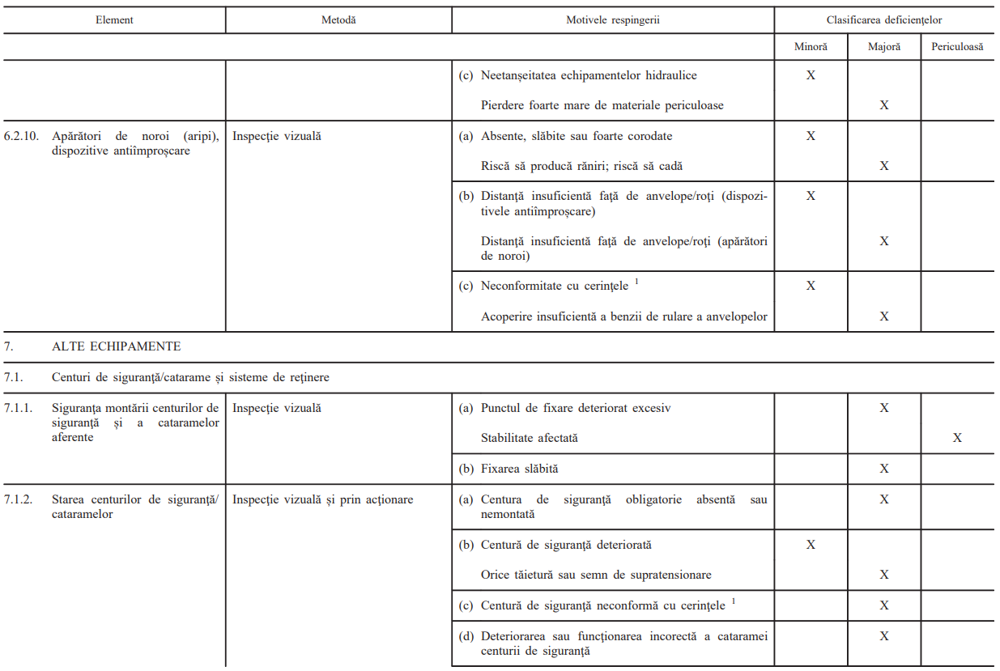 Element Metodă Motivele respingerii Clasificarea deficiențelor
Minoră Majoră Periculoasă
(c) Neetanșeitatea echipamentelor hidraulice X
Pierdere foarte mare de materiale periculoase X
6.2.10. Apărători de noroi (aripi), Inspecție vizuală (a) Absente, slăbite sau foarte corodate X
dispozitive antiîmproșcare
Riscă să producă răniri; riscă să cadă X
(b) Distanță insuficientă față de anvelope/roți (dispozi- X
tivele antiîmproșcare)
Distanță insuficientă față de anvelope/roți (apărători X
de noroi)
(c) Neconformitate cu cerințele 1 X
Acoperire insuficientă a benzii de rulare a anvelopelor X
7. ALTE ECHIPAMENTE
7.1. Centuri de siguranță/catarame și sisteme de reținere
7.1.1. Siguranța montării centurilor de Inspecție vizuală (a) Punctul de fixare deteriorat excesiv X
siguranță și a cataramelor
aferente Stabilitate afectată X
(b) Fixarea slăbită X
7.1.2. Starea centurilor de siguranță/ Inspecție vizuală și prin acționare (a) Centura de siguranță obligatorie absentă sau X
cataramelor nemontată
(b) Centură de siguranță deteriorată X
Orice tăietură sau semn de supratensionare X
(c) Centură de siguranță neconformă cu cerințele 1 X
(d) Deteriorarea sau funcționarea incorectă a cataramei X
centurii de siguranță